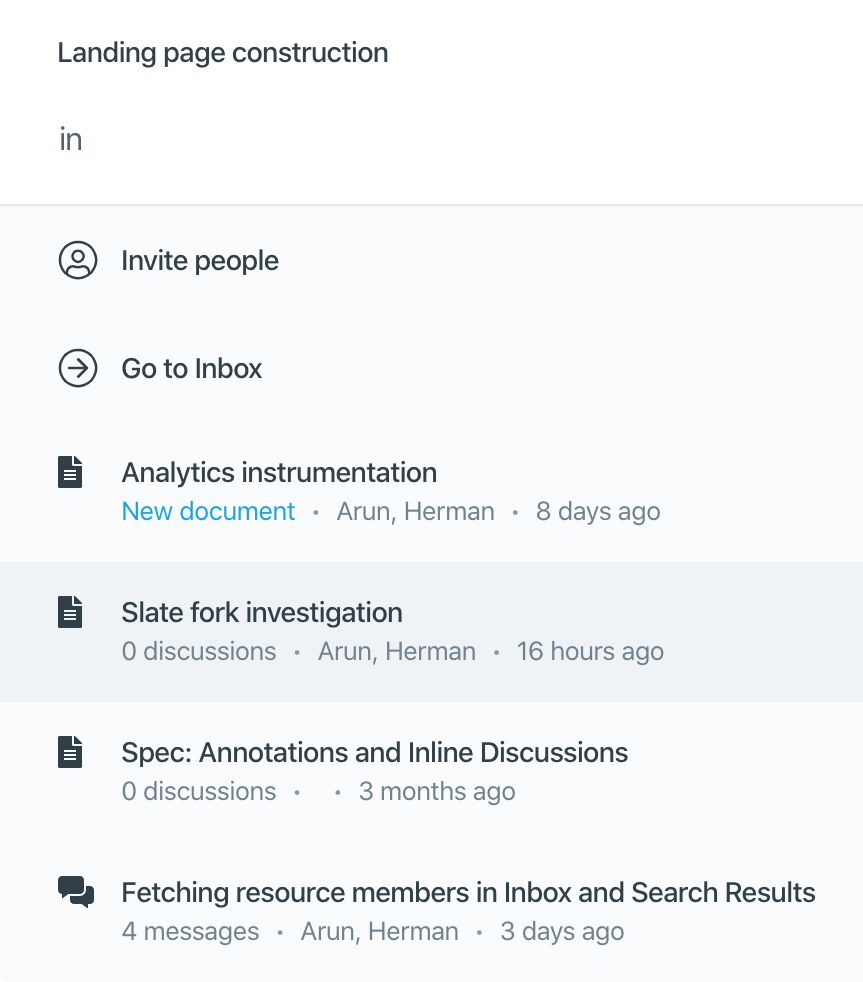 Landing page construction
in
Invite people
Go to Inbox
Analytics instrumentation
New document • Arun, Herman • 8 days ago
Slate fork investigation
0 discussions • Arun, Herman • 16 hours ago
Spec: Annotations and Inline Discussions
0 discussions • • 3 months ago
Fetching resource members in Inbox and Search Results
4 messages • Arun, Herman • 3 days ago